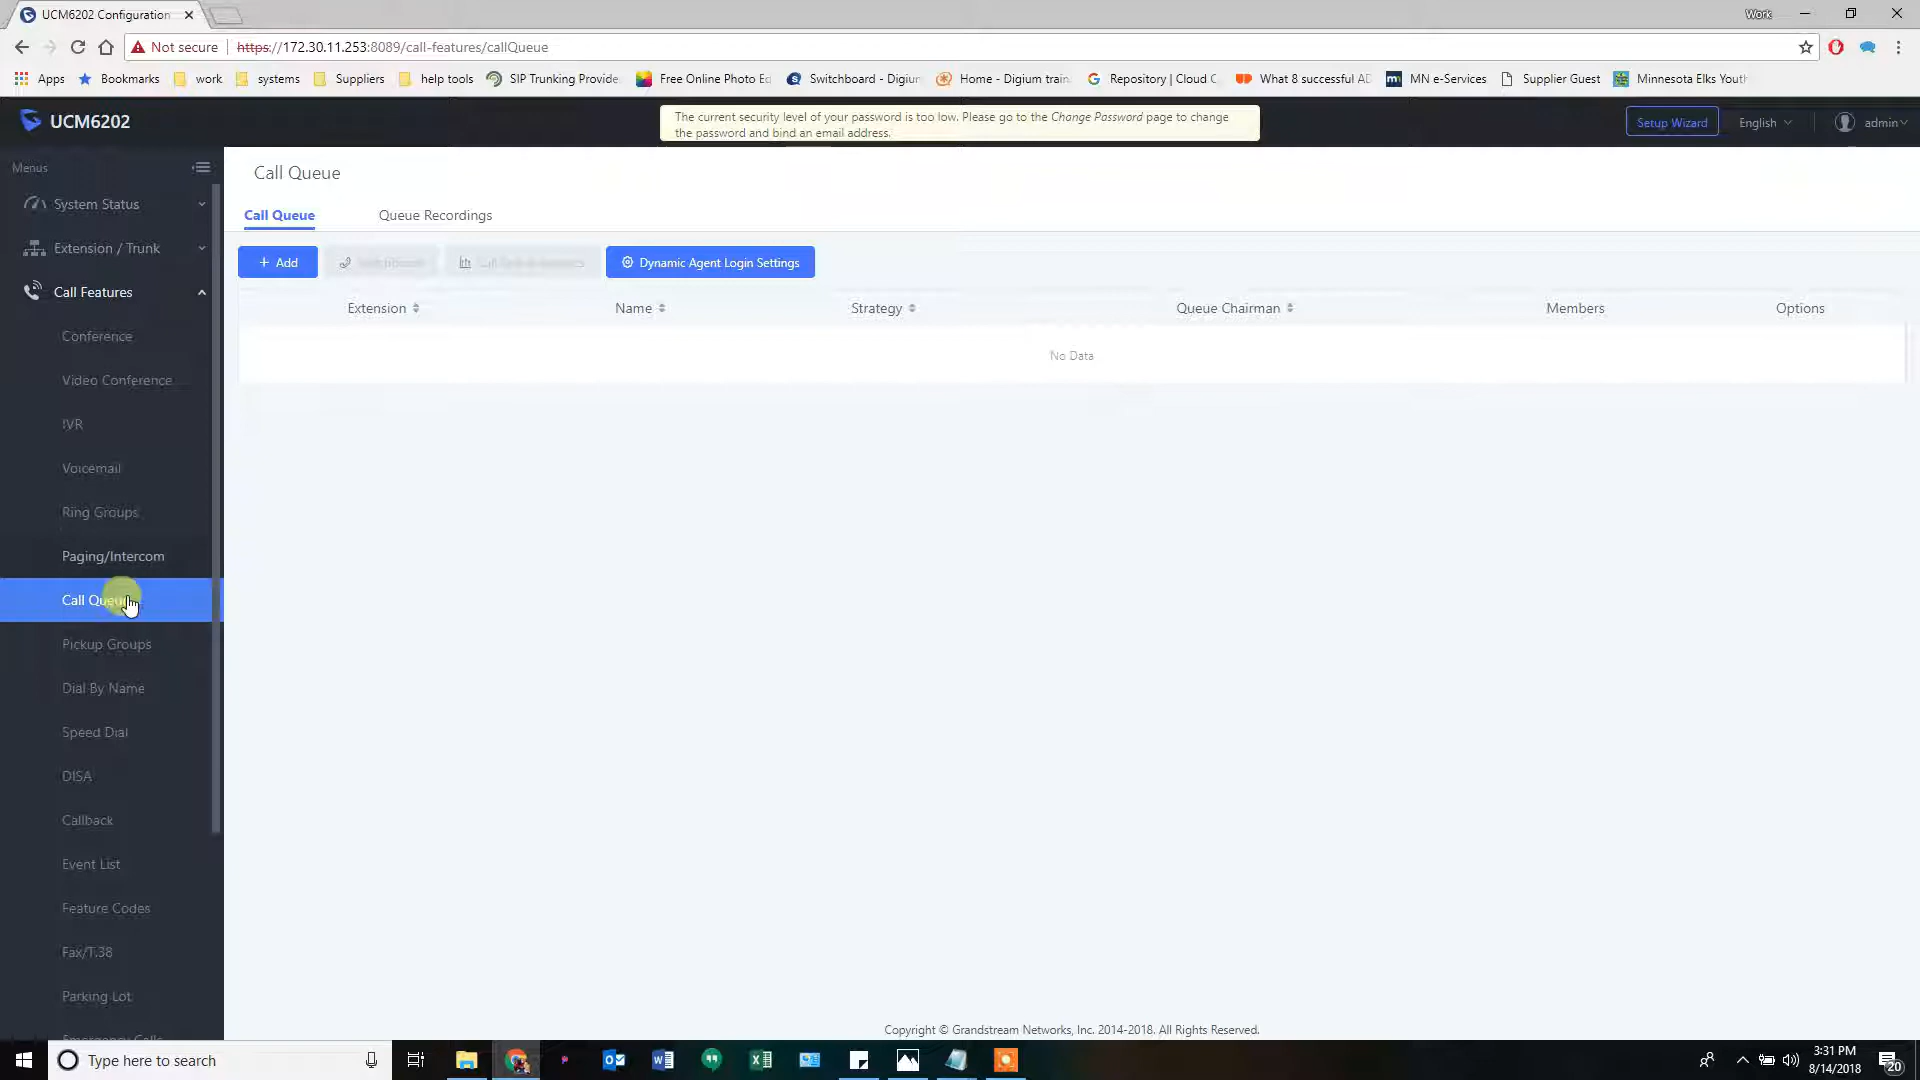 UCM6202 Configuration
Work
Not secure
https://172.30.11.253:8089/call-features/callQueue
Apps
Bookmarks
work
systems
Suppliers
help tools
SIP Trunking Provide
Free Online Photo Ed
Switchboard - Digium
Home - Digium train
Repository | Cloud C
What 8 successful AD
MN e-Services
Supplier Guest
Minnesota Elks Youth
UCM6202
The current security level of your password is too low. Please go to the Change Password page to change
the password and bind an email address.
Setup Wizard
English
admin
Menus
System Status
Extension / Trunk
Call Features
Conference
Video Conference
IVR
Voicemail
Ring Groups
Paging/Intercom
Call Queue
Pickup Groups
Dial By Name
Speed Dial
DISA
Callback
Event List
Feature Codes
Fax/T.38
Parking Lot
Emergency Calls
Call Queue
Call Queue
Queue Recordings
+ Add
Dynamic Agent Login Settings
Extension
Name
Strategy
Queue Chairman
Members
Options
No Data
Copyright © Grandstream Networks, Inc. 2014-2018. All Rights Reserved.
Type here to search
3:31 PM
8/14/2018
20